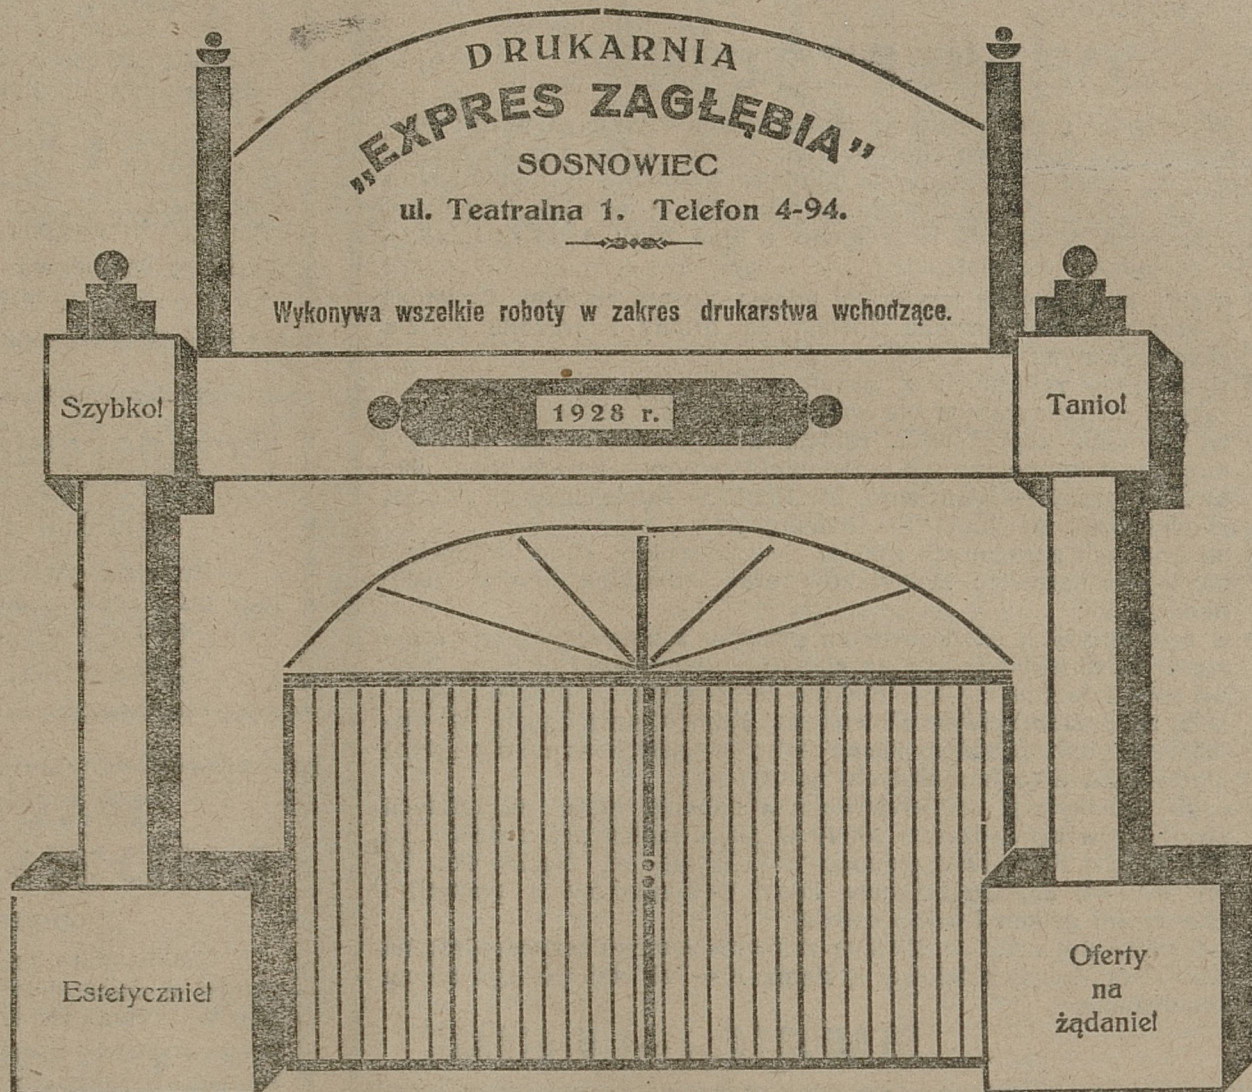 DRUKARNIA
„EXPRES ZAGŁĘBIA”
SOSNOWIEC
ul. Teatralna 1. Telefon 4-94.
Wykonywa wszelkie roboty w zakres drukarstwa wchodzące.
Szybko!
1928 r.
Tanio!
Estetycznie!
Oferty
na
żądanie!